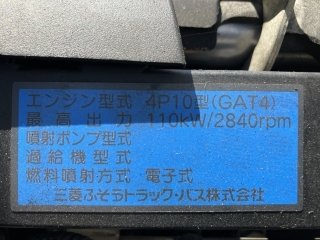 エンジン型式 4P10型(GAT4)
最高出力 110kW/2840rpm
噴射ポンプ型式
過給機型式
燃料噴射方式 電子式
三菱ふそうトラック・バス株式会社